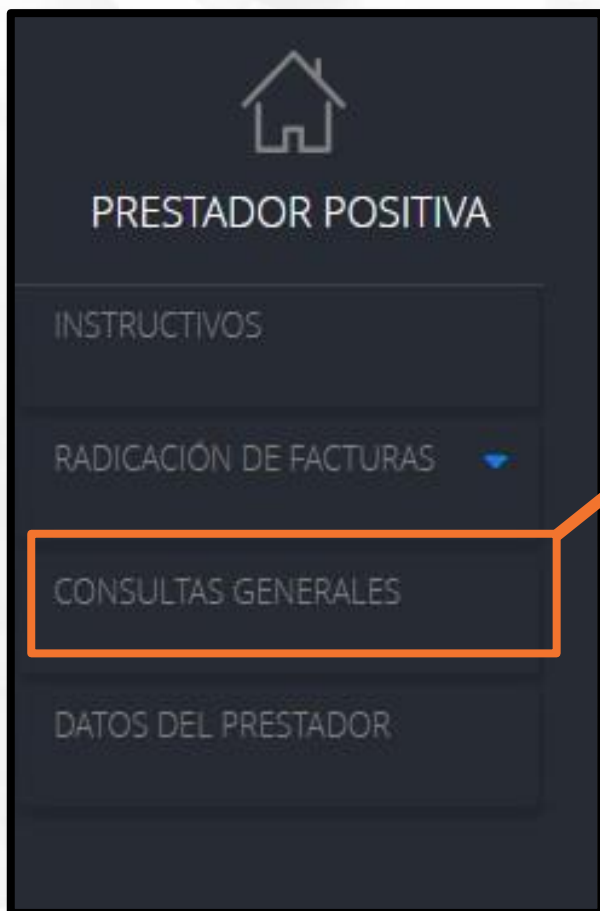 PRESTADOR POSITIVA
INSTRUCTIVOS
RADICACIÓN DE FACTURAS
CONSULTAS GENERALES
DATOS DEL PRESTADOR